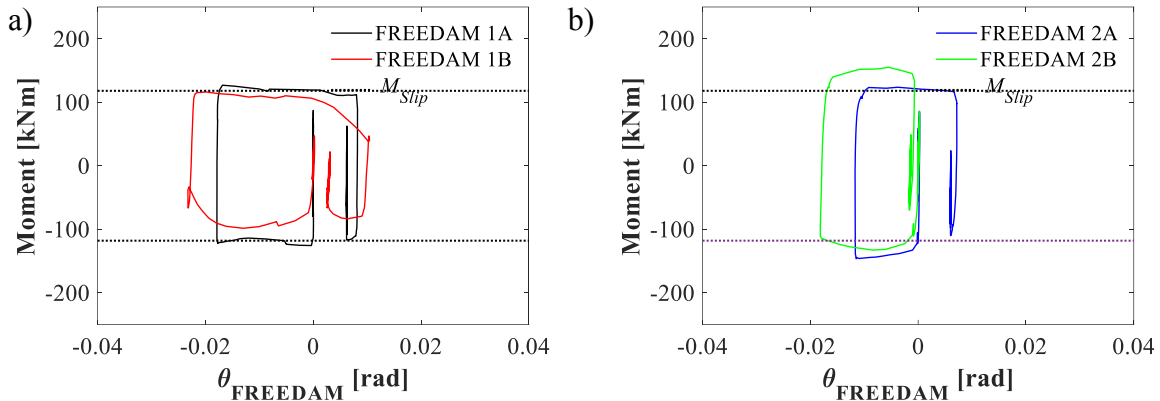 a)
200
100
0
-100
-200
Moment [kNm]
FREEDAM 1A
FREEDAM 1B
M_Slip
-0.04
-0.02
0
0.02
0.04
θ_FREEDAM [rad]
b)
200
100
0
-100
-200
Moment [kNm]
FREEDAM 2A
FREEDAM 2B
M_Slip
-0.04
-0.02
0
0.02
0.04
θ_FREEDAM [rad]